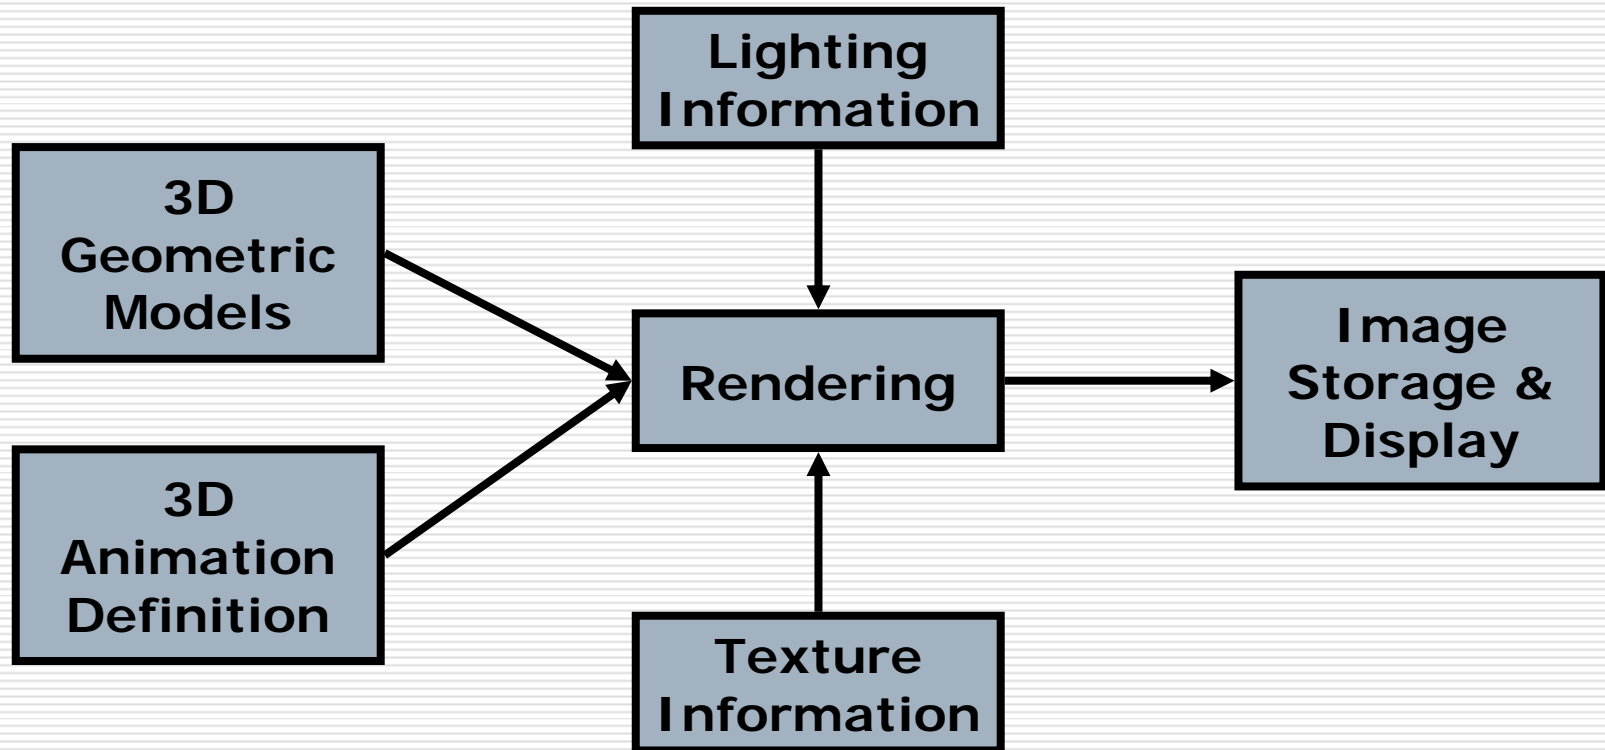 Lighting
Information
3D
Geometric
Models
Rendering
Image
Storage &
Display
3D
Animation
Definition
Texture
Information